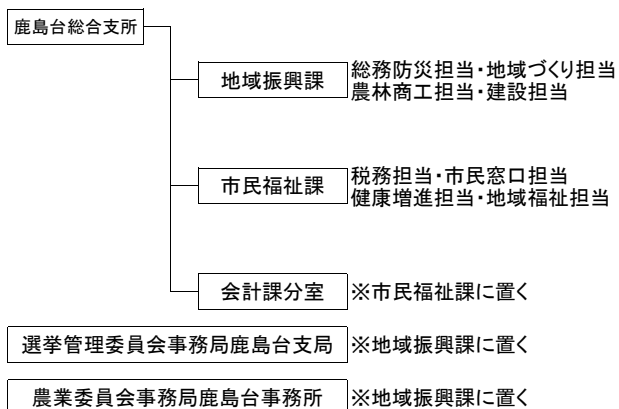 鹿島台総合支所
地域振興課
総務防災担当・地域づくり担当
農林商工担当・建設担当
市民福祉課
税務担当・市民窓口担当
健康増進担当・地域福祉担当
会計課分室
※市民福祉課に置く
選挙管理委員会事務局鹿島台支局
※地域振興課に置く
農業委員会事務局鹿島台事務所
※地域振興課に置く